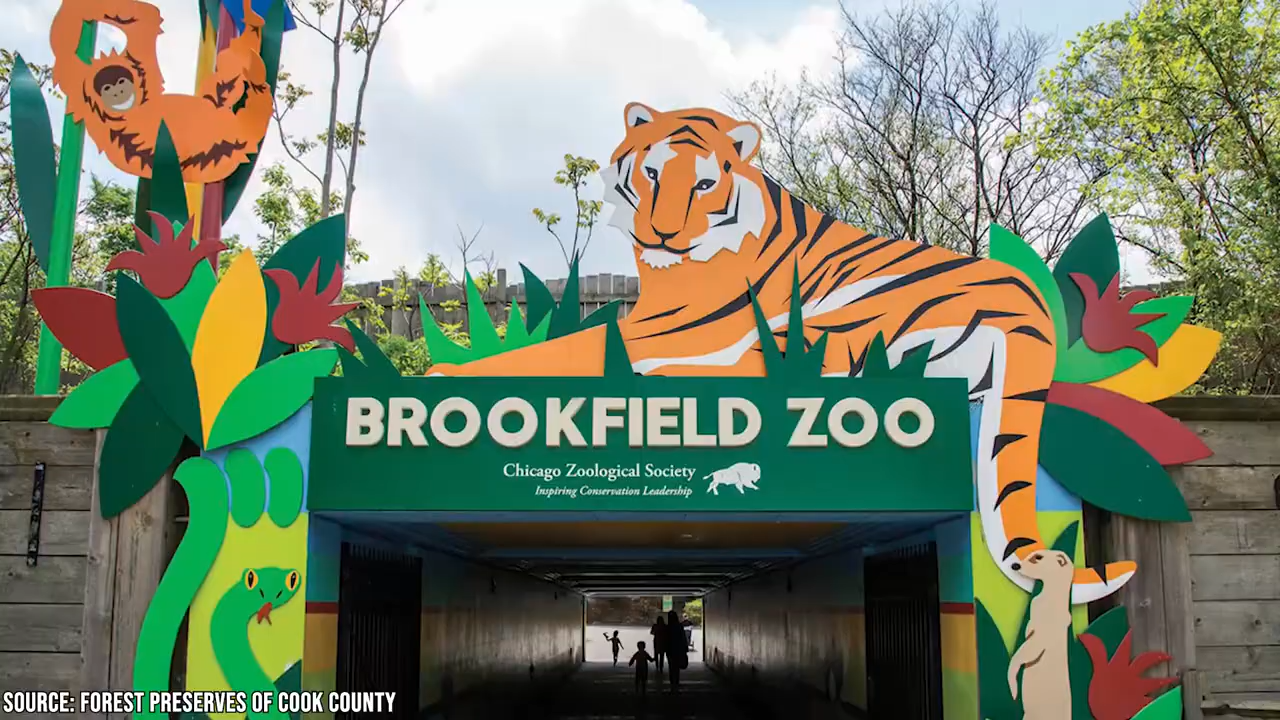 BROOKFIELD ZOO
Chicago Zoological Society
Inspiring Conservation Leadership
SOURCE: FOREST PRESERVES OF COOK COUNTY